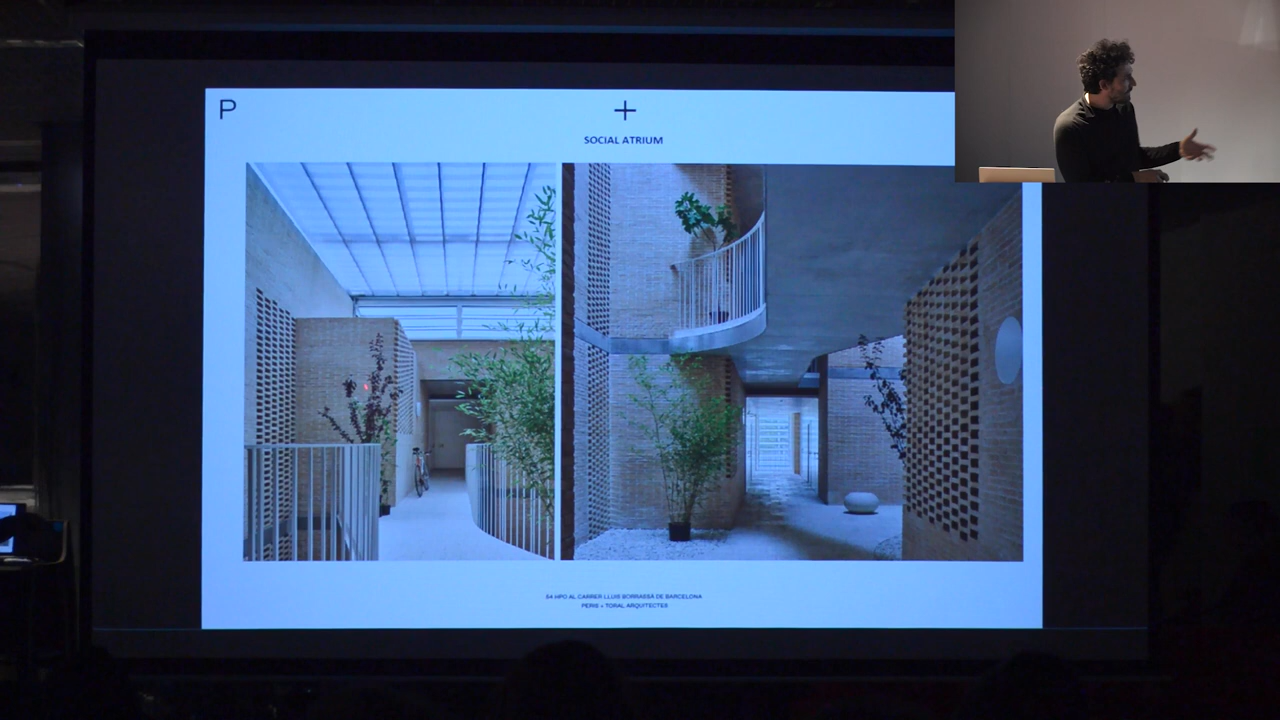 P
+
SOCIAL ATRIUM
54 HPO AL CARRER LLUIS BORRASSÀ DE BARCELONA
PERIS + TORAL ARQUITECTES